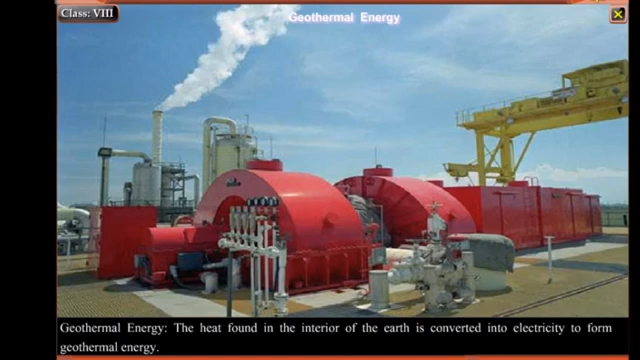 Class: VIII
Geothermal Energy
Geothermal Energy: The heat found in the interior of the earth is converted into electricity to form
geothermal energy.